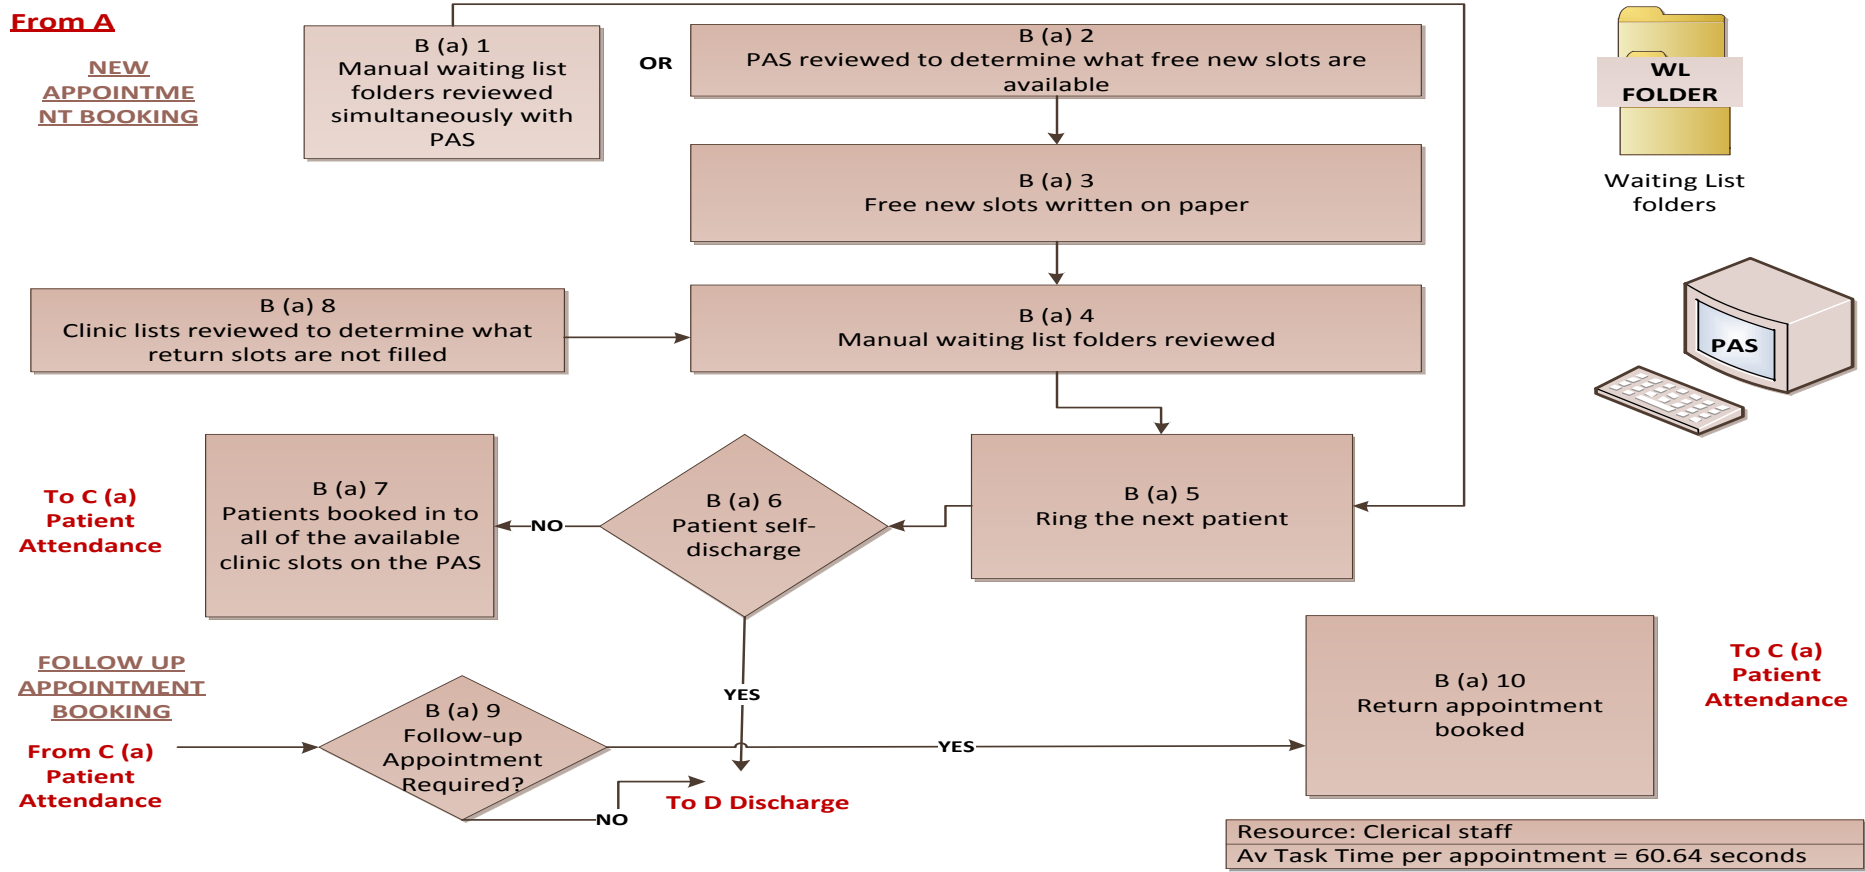 From A
NEW
APPOINTME
NT BOOKING
B (a) 1
Manual waiting list
folders reviewed
simultaneously with
PAS
OR
B (a) 2
PAS reviewed to determine what free new slots are
available
WL
FOLDER
Waiting List
folders
B (a) 3
Free new slots written on paper
B (a) 8
Clinic lists reviewed to determine what
return slots are not filled
B (a) 4
Manual waiting list folders reviewed
PAS
To C (a)
Patient
Attendance
B (a) 7
Patients booked in to
all of the available
clinic slots on the PAS
NO
B (a) 6
Patient self-
discharge
B (a) 5
Ring the next patient
YES
FOLLOW UP
APPOINTMENT
BOOKING
From C (a)
Patient
Attendance
B (a) 9
Follow-up
Appointment
Required?
NO
To D Discharge
YES
B (a) 10
Return appointment
booked
To C (a)
Patient
Attendance
Resource: Clerical staff
Av Task Time per appointment = 60.64 seconds